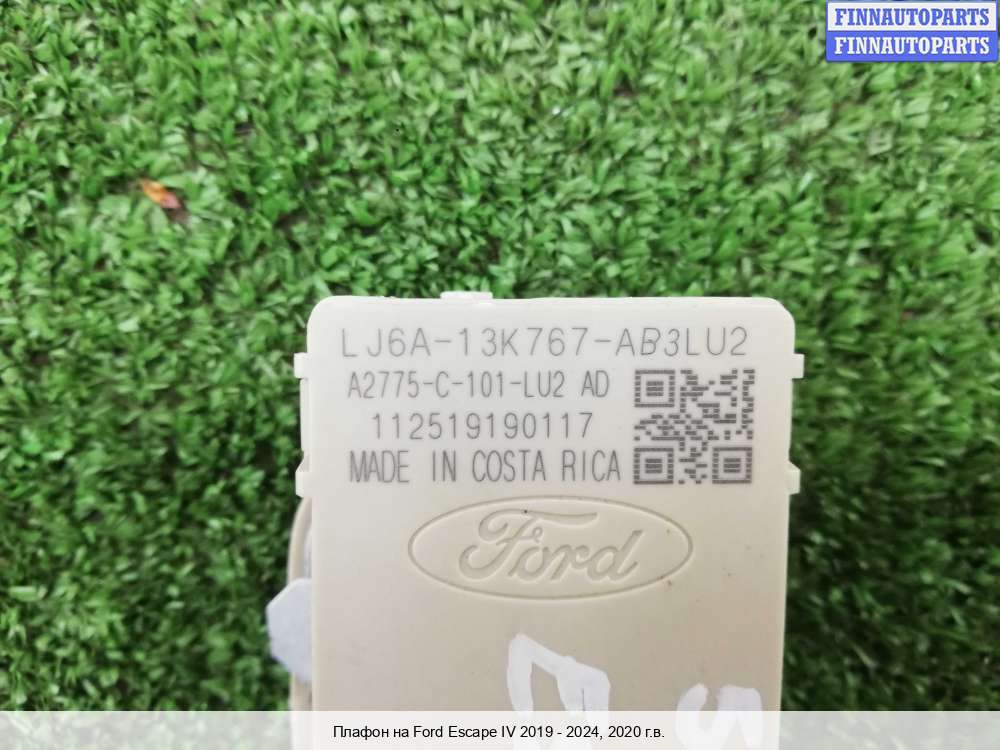 FINNAUTOPARTS
FINNAUTOPARTS
LJ6A-13K767-AB3LU2
A2775-C-101-LU2 AD
112519190117
MADE IN COSTA RICA
Ford
Плафон на Ford Escape IV 2019 - 2024, 2020 г.в.